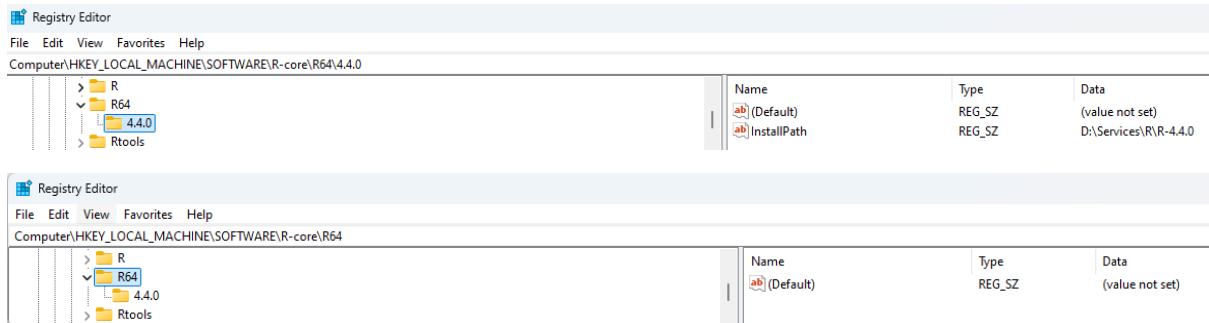 Registry Editor
File Edit View Favorites Help
Computer\HKEY_LOCAL_MACHINE\SOFTWARE\R-core\R64\4.4.0
R
R64
4.4.0
Rtools
Name Type Data
ab (Default) REG_SZ (value not set)
ab InstallPath REG_SZ D:\Services\R\R-4.4.0
Registry Editor
File Edit View Favorites Help
Computer\HKEY_LOCAL_MACHINE\SOFTWARE\R-core\R64
R
R64
4.4.0
Rtools
Name Type Data
ab (Default) REG_SZ (value not set)